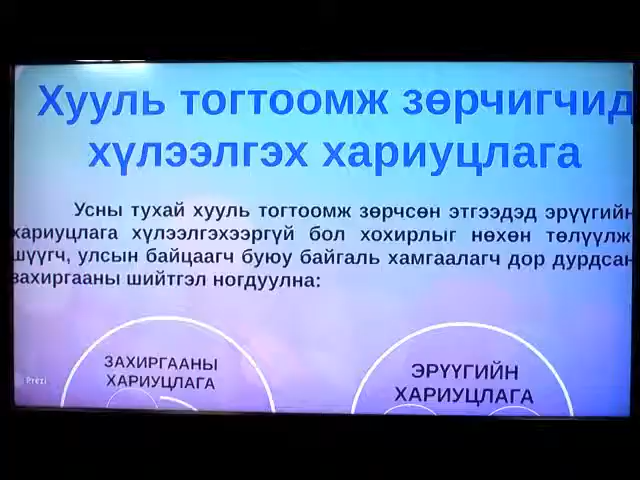 Хууль тогтоомж зөрчигчид
хүлээлгэх хариуцлага
Усны тухай хууль тогтоомж зөрчсөн этгээдэд эрүүгийн
хариуцлага хүлээлгэхээргүй бол хохирлыг нөхөн төлүүлж
шүүгч, улсын байцаагч буюу байгаль хамгаалагч дор дурдсан
захиргааны шийтгэл ногдуулна:
ЗАХИРГААНЫ
ХАРИУЦЛАГА
ЭРҮҮГИЙН
ХАРИУЦЛАГА
Prezi